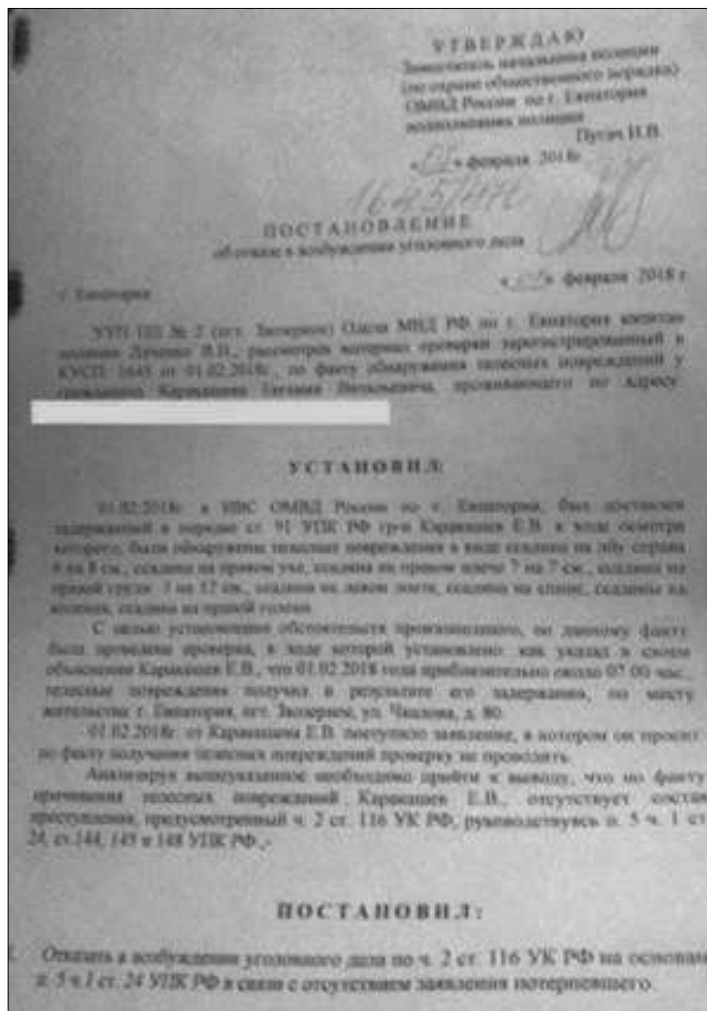 УТВЕРЖДАЮ
Заместитель начальника полиции
(по охране общественного порядка)
ОМВД России по г. Евпатория
подполковник полиции
Пугач И.В.
февраля 2018г.
1645/
ПОСТАНОВЛЕНИЕ
об отказе в возбуждении уголовного дела
г. Евпатория
февраля 2018 г.
УУП ПП № 2 (пгт. Заозерное) Отдела МВД РФ по г. Евпатория капитан
полиции В.В., рассмотрев материал проверки зарегистрированный в
КУСП 1645 от 01.02.2018г., по факту обнаружения телесных повреждений у
гражданина Каракашева Евгения Витальевича, проживающего по адресу
УСТАНОВИЛ:
01.02.2018г. в ИВС ОМВД России по г. Евпатория, был доставлен
задержанный в порядке ст. 91 УПК РФ гр-н Каракашев Е.В. в ходе осмотра
которого, были обнаружены телесные повреждения в виде ссадины на лбу справа
6 на 8 см., ссадина на правом ухе, ссадина на правом плече 7 на 7 см., ссадина на
правой груди 3 на 12 см., ссадина на левом локте, ссадина на спине, ссадины на
коленях, ссадина на правой голени.
С целью установления обстоятельств произошедшего, по данному факту
была проведена проверка, в ходе которой установлено: как указал в своем
объяснении Каракашев Е.В., что 01.02.2018 года приблизительно около 07.00 час.,
телесные повреждения получил в результате его задержания, по месту
жительства г. Евпатория, пгт. Заозерное, ул. Чкалова, д. 80.
01.02.2018г. от Каракашева Е.В. поступило заявление, в котором он просит
по факту получения телесных повреждений проверку не проводить.
Анализируя вышеуказанное необходимо прийти к выводу, что по факту
причинения телесных повреждений Каракашев Е.В., отсутствует состав
преступления, предусмотренный ч. 2 ст. 116 УК РФ, руководствуясь п. 5 ч. 1 ст.
24, ст.144, 145 и 148 УПК РФ,-
ПОСТАНОВИЛ:
Отказать в возбуждении уголовного дела по ч. 2 ст. 116 УК РФ на основан
п. 5 ч.1 ст. 24 УПК РФ в связи с отсутствием заявления потерпевшего.